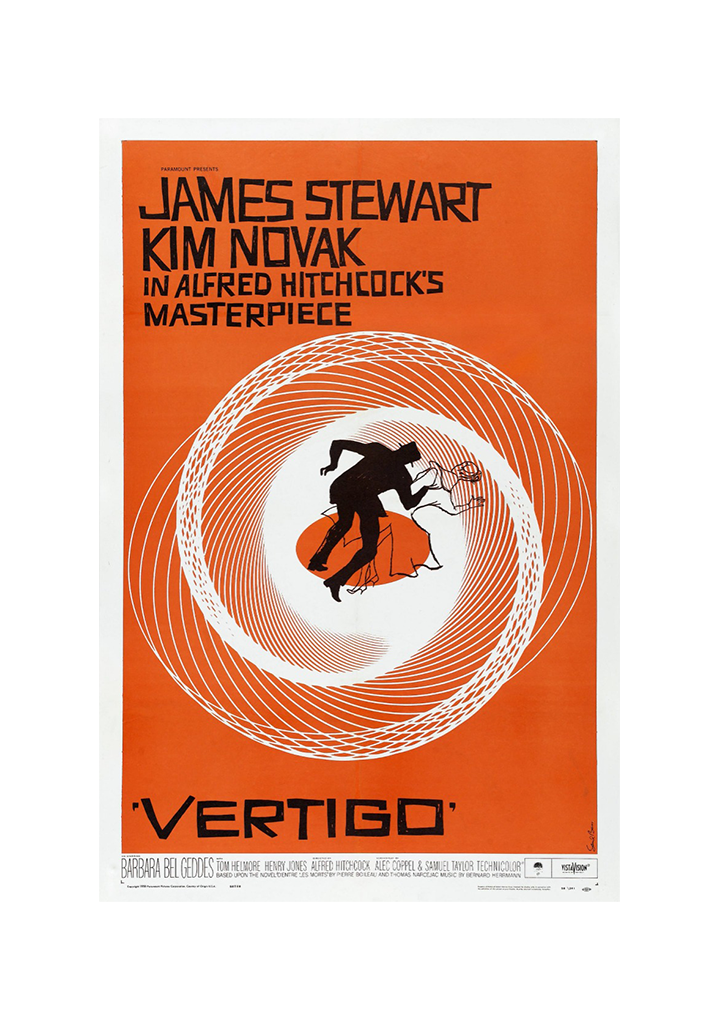 PARAMOUNT PRESENTS
JAMES STEWART
KIM NOVAK
IN ALFRED HITCHCOCK'S
MASTERPIECE
'VERTIGO'
BARBARA BEL GEDDES TOM HELMORE HENRY JONES ALFRED HITCHCOCK ALEC COPPEL & SAMUEL TAYLOR TECHNICOLOR®
BASED UPON THE NOVEL D'ENTRE LES MORTS BY PIERRE BOILEAU AND THOMAS NARCEJAC MUSIC BY BERNARD HERRMANN
VISTAVISION®